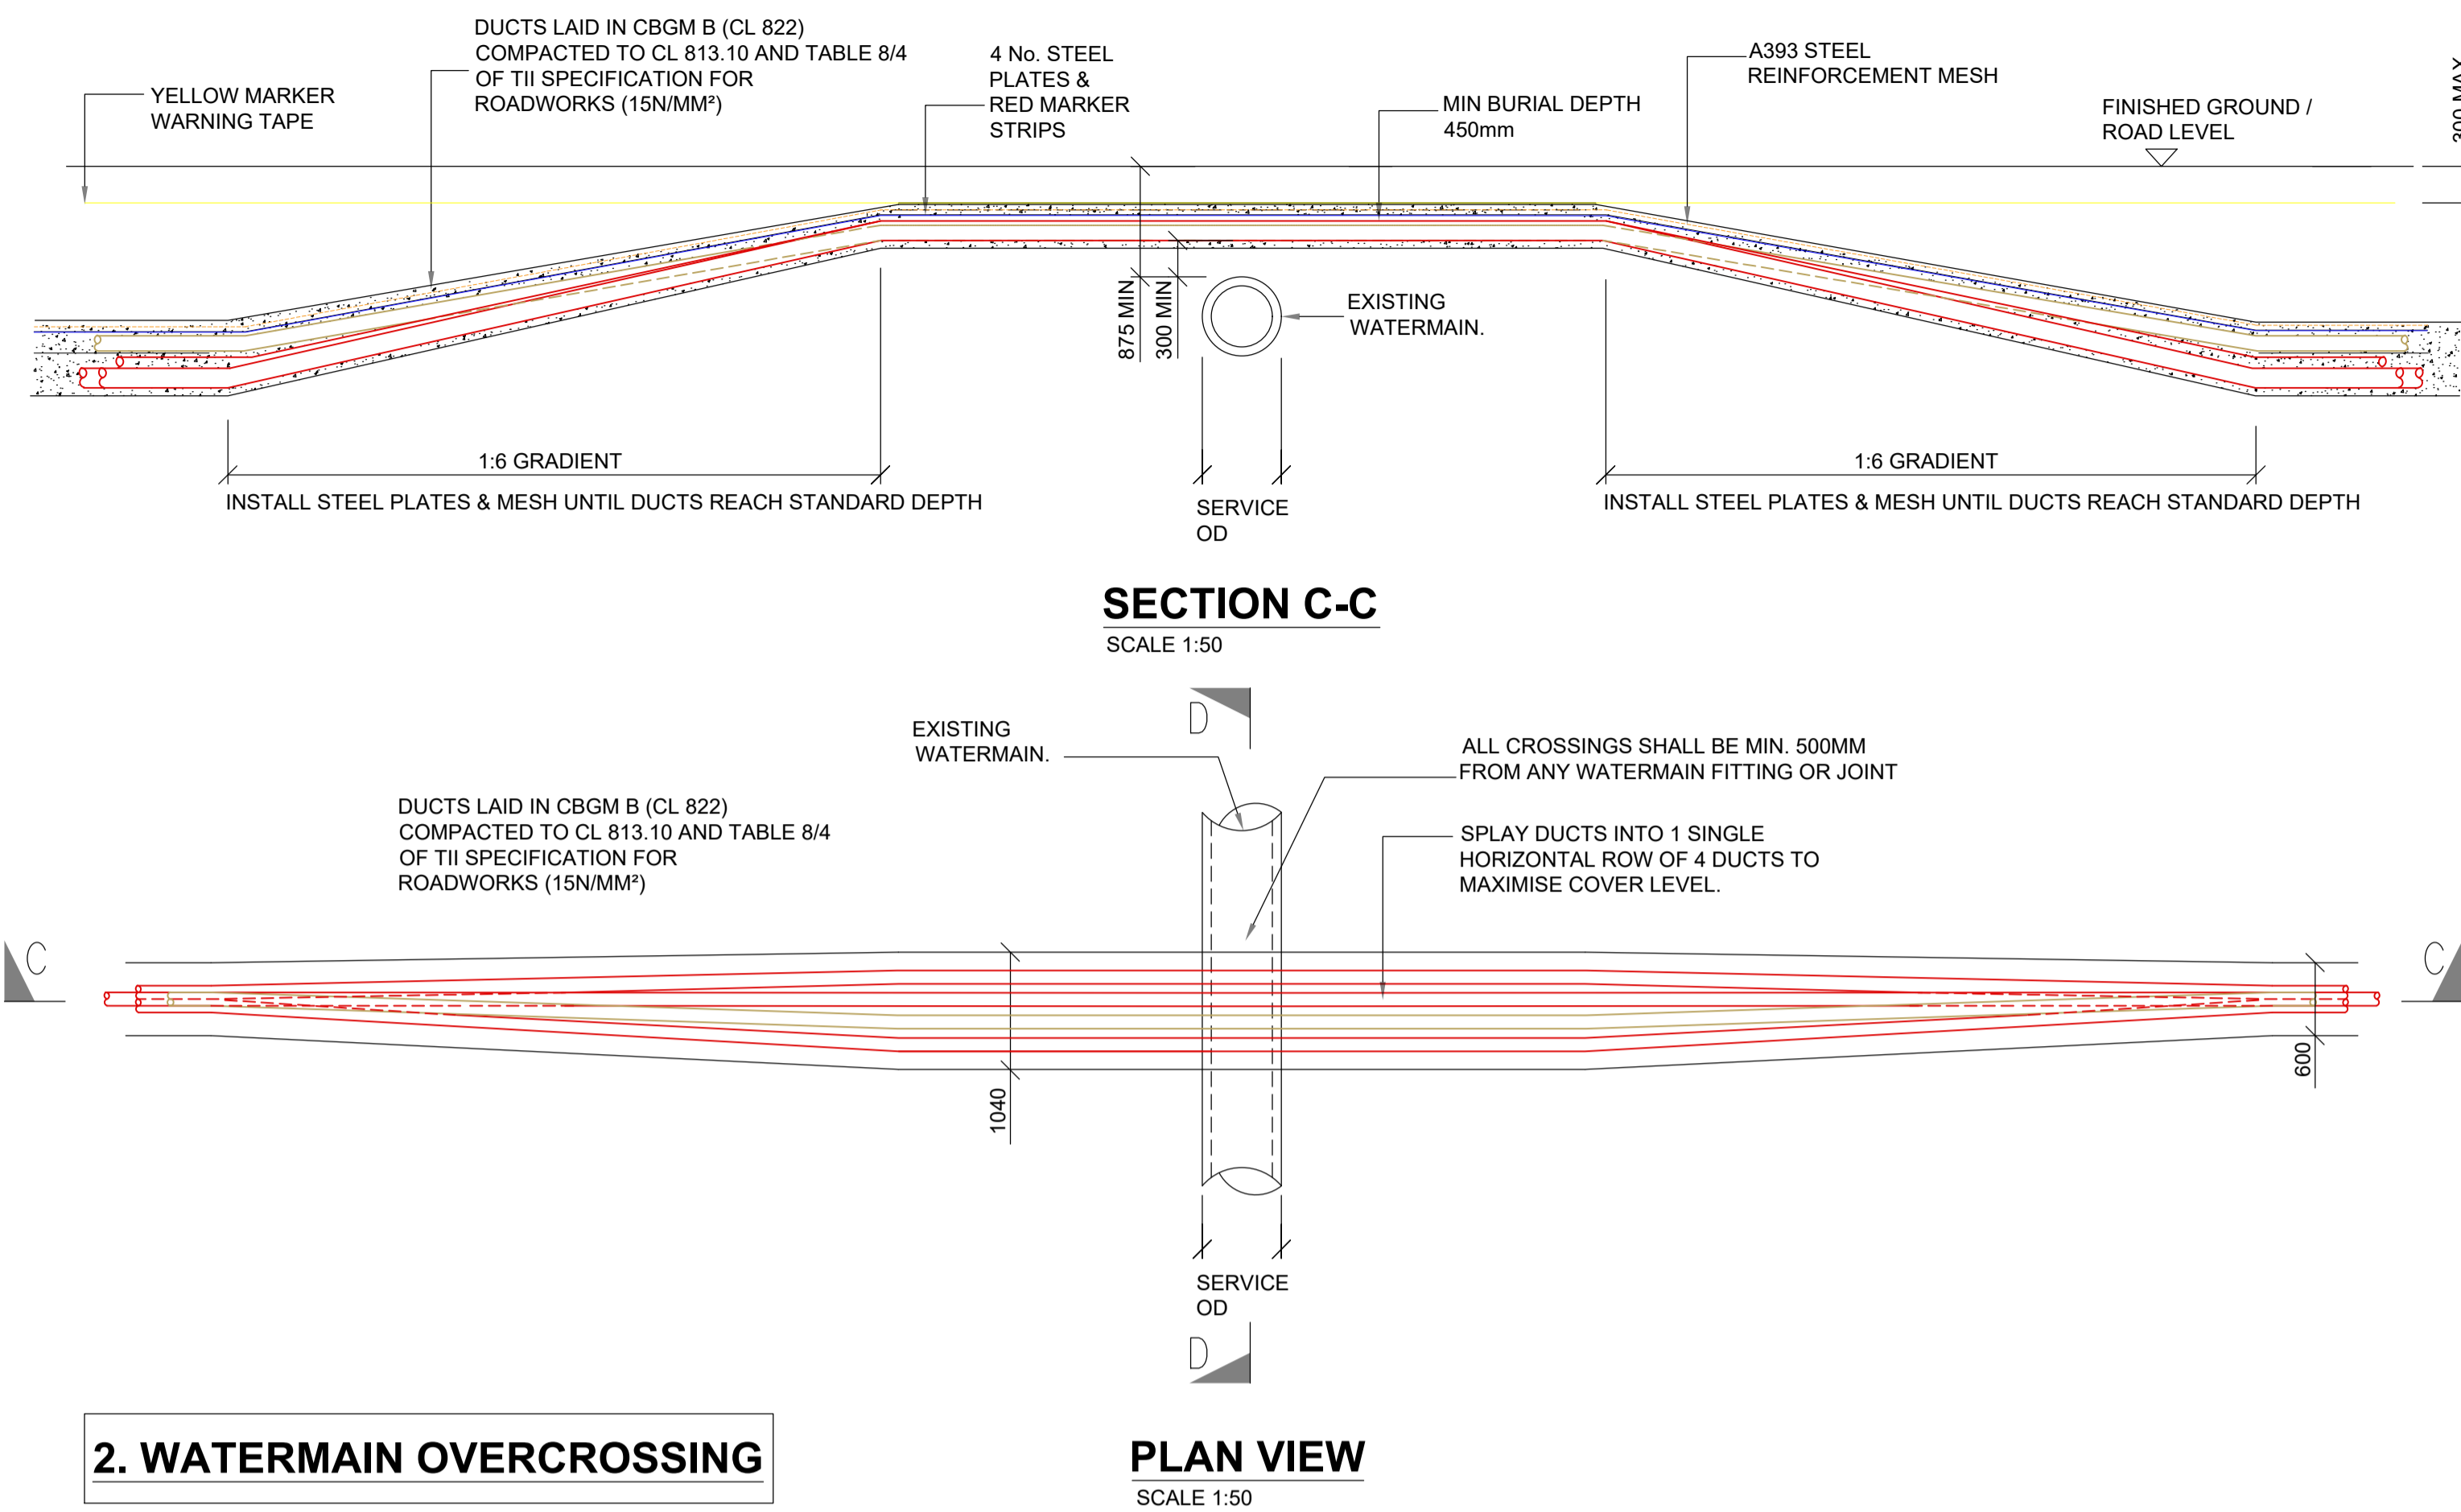 DUCTS LAID IN CBGM B (CL 822)
COMPACTED TO CL 813.10 AND TABLE 8/4
OF TII SPECIFICATION FOR
ROADWORKS (15N/MM²)
YELLOW MARKER
WARNING TAPE
4 No. STEEL
PLATES &
RED MARKER
STRIPS
MIN BURIAL DEPTH
450mm
A393 STEEL
REINFORCEMENT MESH
FINISHED GROUND /
ROAD LEVEL
300 MAX
875 MIN
300 MIN
EXISTING
WATERMAIN.
1:6 GRADIENT
INSTALL STEEL PLATES & MESH UNTIL DUCTS REACH STANDARD DEPTH
SERVICE
OD
1:6 GRADIENT
INSTALL STEEL PLATES & MESH UNTIL DUCTS REACH STANDARD DEPTH
SECTION C-C
SCALE 1:50
D
EXISTING
WATERMAIN.
ALL CROSSINGS SHALL BE MIN. 500MM
FROM ANY WATERMAIN FITTING OR JOINT
DUCTS LAID IN CBGM B (CL 822)
COMPACTED TO CL 813.10 AND TABLE 8/4
OF TII SPECIFICATION FOR
ROADWORKS (15N/MM²)
SPLAY DUCTS INTO 1 SINGLE
HORIZONTAL ROW OF 4 DUCTS TO
MAXIMISE COVER LEVEL.
C
C
1040
600
SERVICE
OD
D
2. WATERMAIN OVERCROSSING
PLAN VIEW
SCALE 1:50